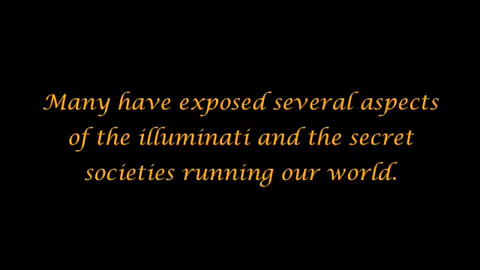 Many have exposed several aspects
of the illuminati and the secret
societies running our world.